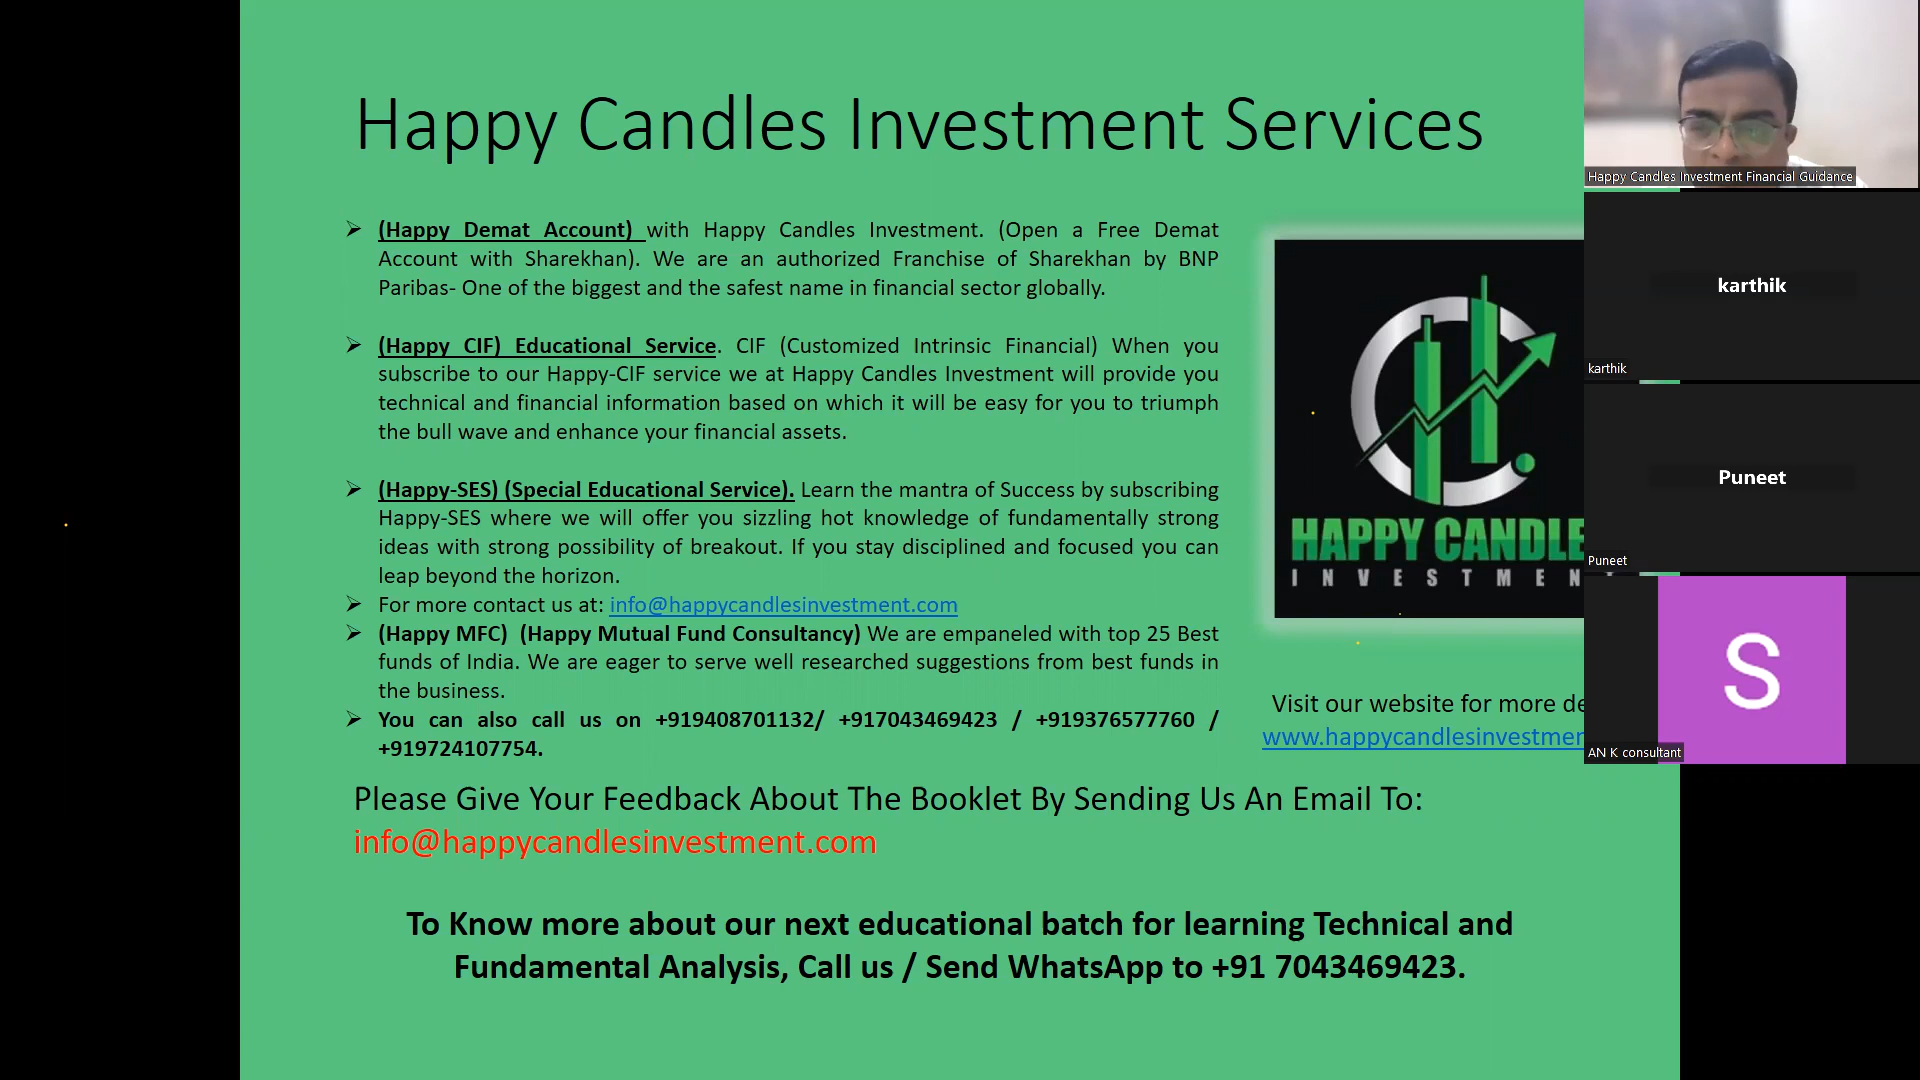 Happy Candles Investment Services
➢ (Happy Demat Account) with Happy Candles Investment. (Open a Free Demat
Account with Sharekhan). We are an authorized Franchise of Sharekhan by BNP
Paribas- One of the biggest and the safest name in financial sector globally.
➢ (Happy CIF) Educational Service. CIF (Customized Intrinsic Financial) When you
subscribe to our Happy-CIF service we at Happy Candles Investment will provide you
technical and financial information based on which it will be easy for you to triumph
the bull wave and enhance your financial assets.
➢ (Happy-SES) (Special Educational Service). Learn the mantra of Success by subscribing
Happy-SES where we will offer you sizzling hot knowledge of fundamentally strong
ideas with strong possibility of breakout. If you stay disciplined and focused you can
leap beyond the horizon.
➢ For more contact us at: info@happycandlesinvestment.com
➢ (Happy MFC) (Happy Mutual Fund Consultancy) We are empaneled with top 25 Best
funds of India. We are eager to serve well researched suggestions from best funds in
the business.
➢ You can also call us on +919408701132/ +917043469423 / +919376577760 /
+919724107754.
HAPPY CANDLE
INVESTMEN
Visit our website for more de
www.happycandlesinvestmen
Please Give Your Feedback About The Booklet By Sending Us An Email To:
info@happycandlesinvestment.com
To Know more about our next educational batch for learning Technical and
Fundamental Analysis, Call us / Send WhatsApp to +91 7043469423.
Happy Candles Investment Financial Guidance
karthik
karthik
Puneet
Puneet
S
AN K consultant